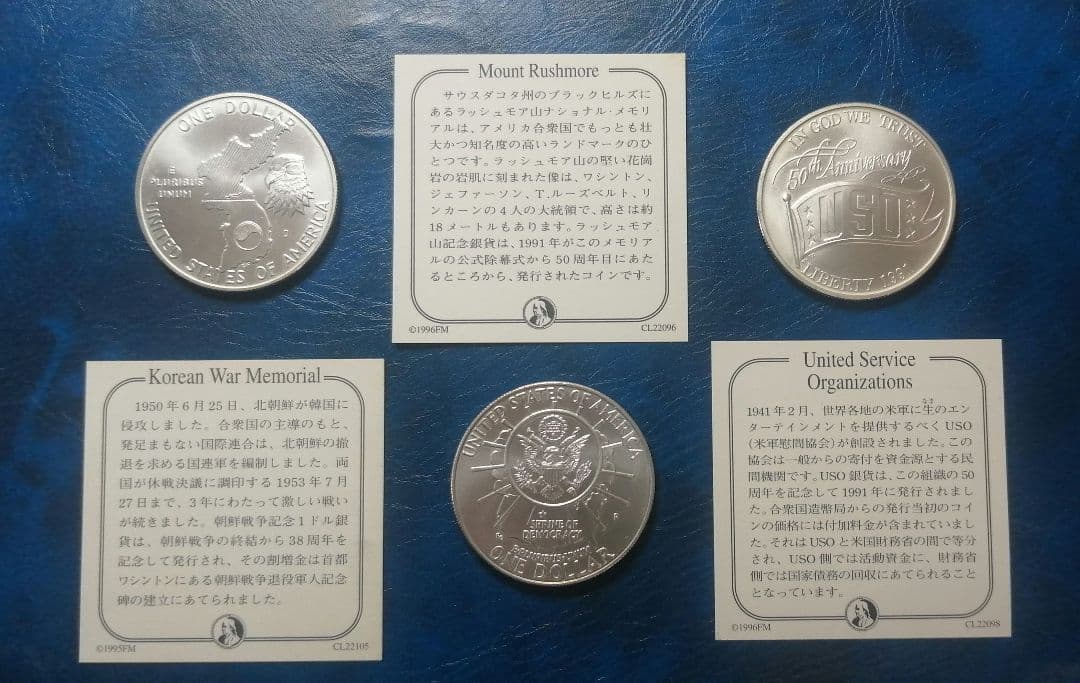 ONE DOLLAR
E
PLURIBUS
UNUM
D
UNITED STATES OF AMERICA
Mount Rushmore
サウスダコタ州のブラックヒルズに
あるラッシュモア山ナショナル・メモリ
アルは、アメリカ合衆国でもっとも壮
大かつ知名度の高いランドマークのひ
とつです。ラッシュモア山の堅い花崗
岩の岩肌に刻まれた像は、ワシントン、
ジェファーソン、T.ルーズベルト、リ
ンカーンの4人の大統領で、高さは約
18メートルもあります。ラッシュモア
山記念銀貨は、1991年がこのメモリア
ルの公式除幕式から50周年目にあた
るところから、発行されたコインです。
©1996FM
CL22096
IN GOD WE TRUST
50th Anniversary
USO
LIBERTY 1991
Korean War Memorial
1950年6月25日、北朝鮮が韓国に
侵攻しました。合衆国の主導のもと、
発足まもない国際連合は、北朝鮮の撤
退を求める国連軍を編制しました。両
国が休戦決議に調印する1953年7月
27日まで、3年にわたって激しい戦い
が続きました。朝鮮戦争記念1ドル銀
貨は、朝鮮戦争の終結から38周年を
記念して発行され、その割増金は首都
ワシントンにある朝鮮戦争退役軍人記念
碑の建立にあてられました。
©1995FM
CL22105
UNITED STATES OF AMERICA
SHRINE OF
DEMOCRACY
ONE DOLLAR
United Service
Organizations
1941年2月、世界各地の米軍に生のエン
ターテインメントを提供するべくUSO
(米軍慰問協会)が創設されました。この
協会は一般からの寄付を資金源とする民
間機関です。USO銀貨は、この組織の50
周年を記念して1991年に発行されまし
た。合衆国造幣局からの発行当初のコイ
ンの価格には付加料金が含まれていまし
た。それはUSOと米国財務省の間で等分
され、USO側では活動資金に、財務省
側では国家債務の回収にあてられること
となっています。
©1996FM
CL22098